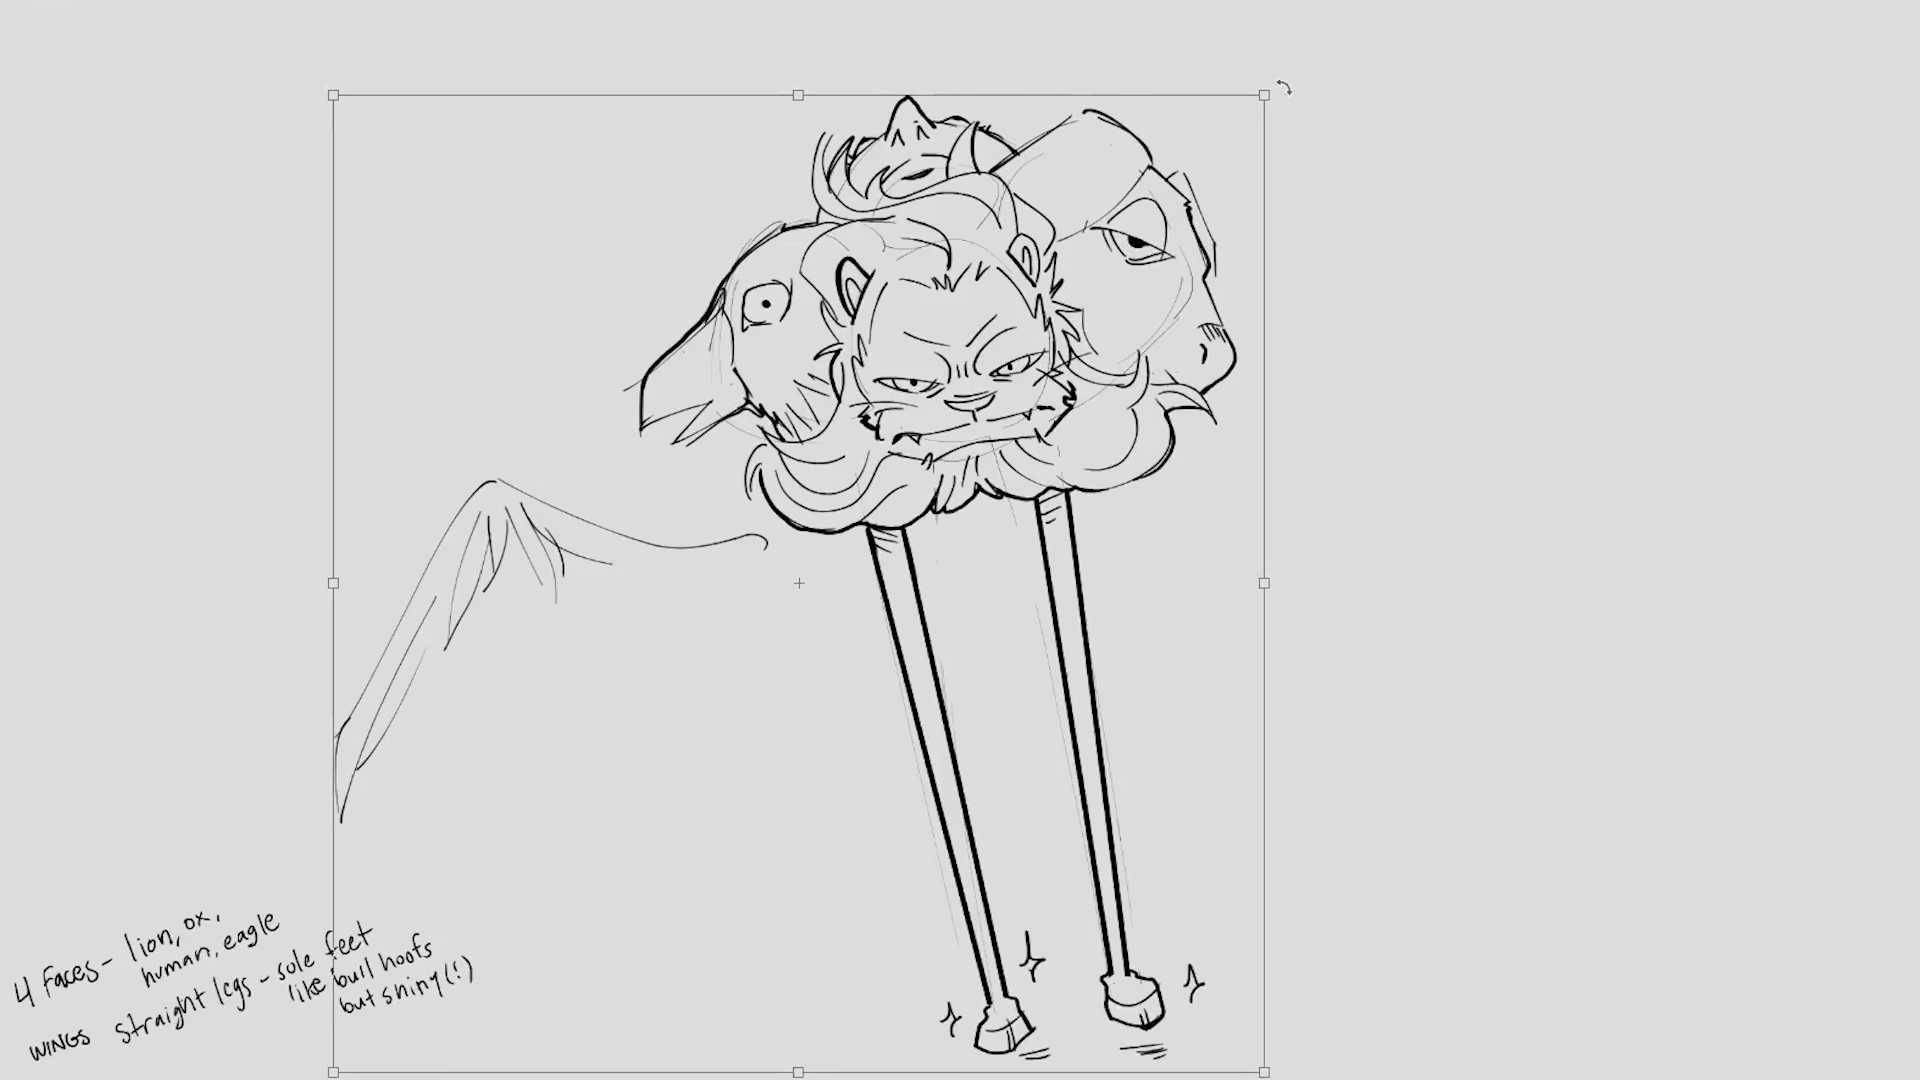 4 faces- lion, ox,
human, eagle
straight legs - sole feet
like bull hoofs
but shiny(!)
WINGS